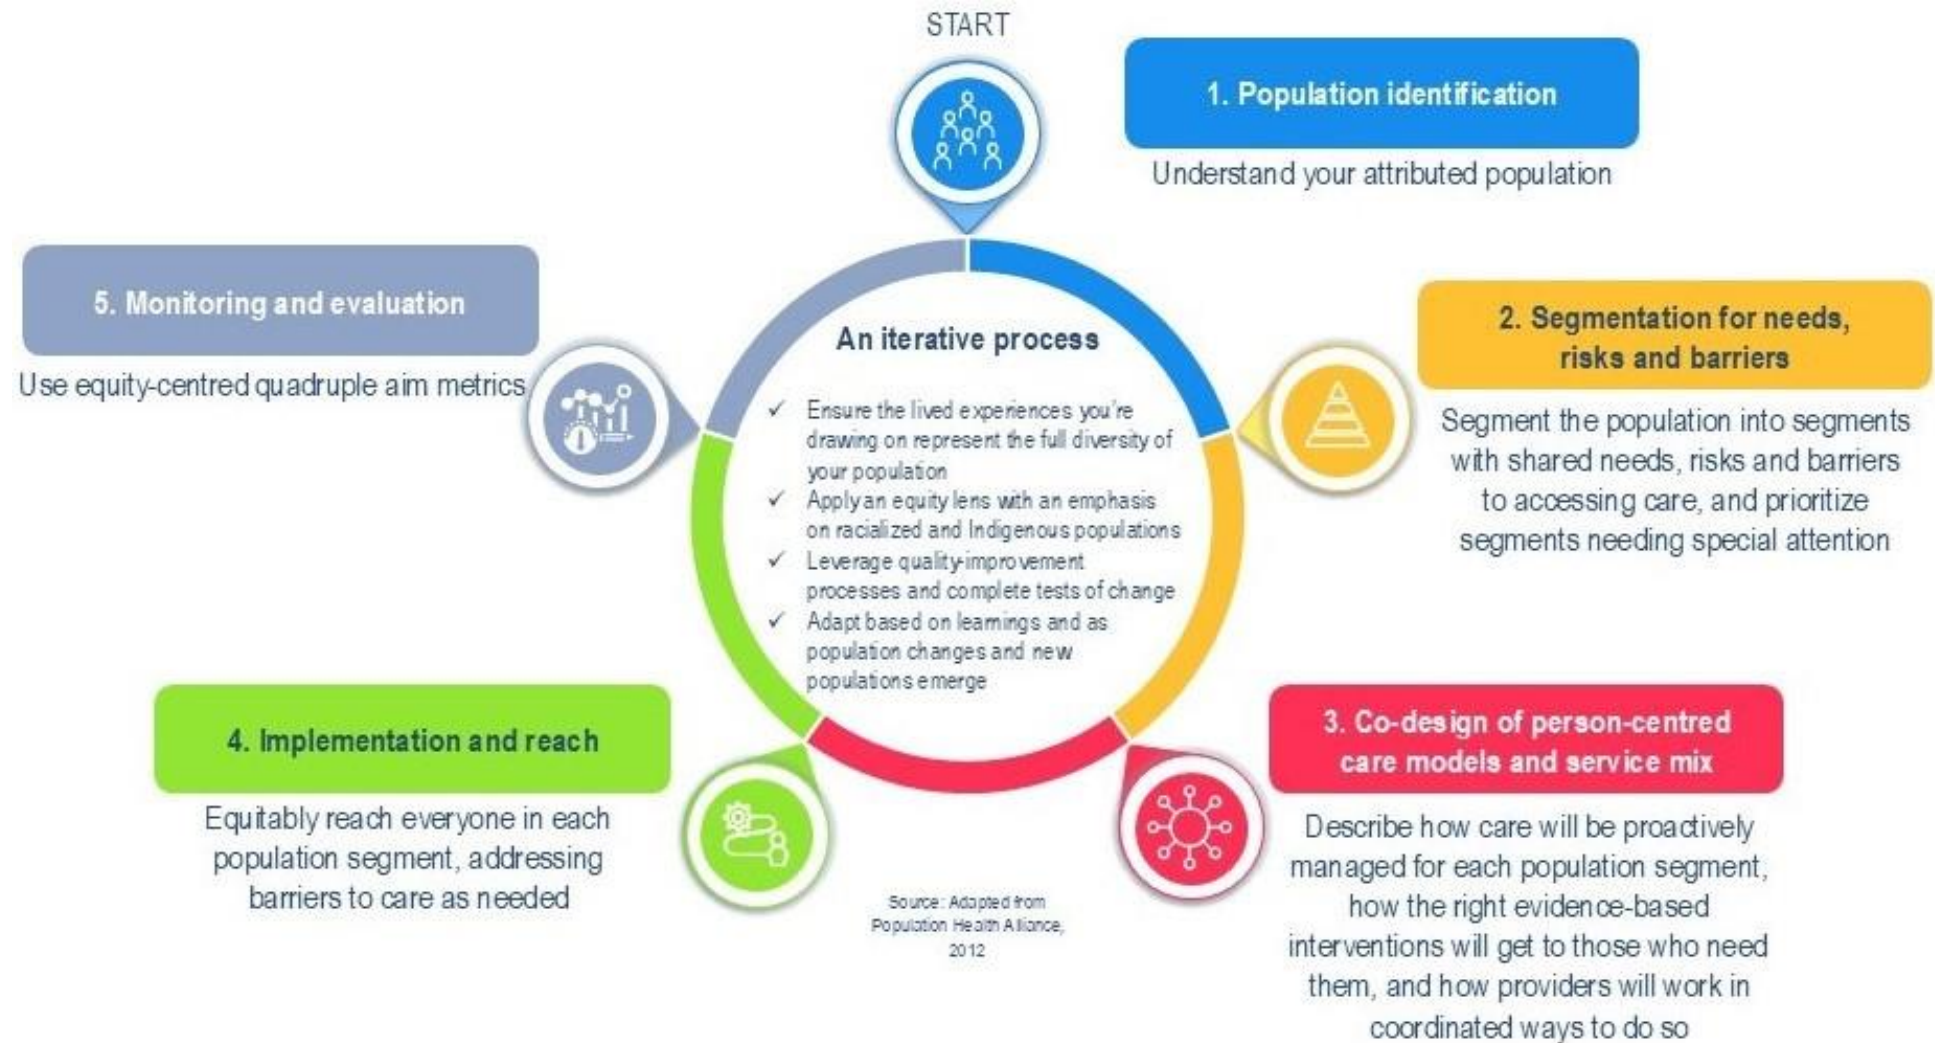 START
1. Population identification
Understand your attributed population
2. Segmentation for needs,
risks and barriers
Segment the population into segments
with shared needs, risks and barriers
to accessing care, and prioritize
segments needing special attention
3. Co-design of person-centred
care models and service mix
Describe how care will be proactively
managed for each population segment,
how the right evidence-based
interventions will get to those who need
them, and how providers will work in
coordinated ways to do so
4. Implementation and reach
Equitably reach everyone in each
population segment, addressing
barriers to care as needed
5. Monitoring and evaluation
Use equity-centred quadruple aim metrics
An iterative process
✓ Ensure the lived experiences you're
drawing on represent the full diversity of
your population
✓ Apply an equity lens with an emphasis
on racialized and Indigenous populations
✓ Leverage quality-improvement
processes and complete tests of change
✓ Adapt based on learnings and as
population changes and new
populations emerge
Source: Adapted from
Population Health Alliance,
2012